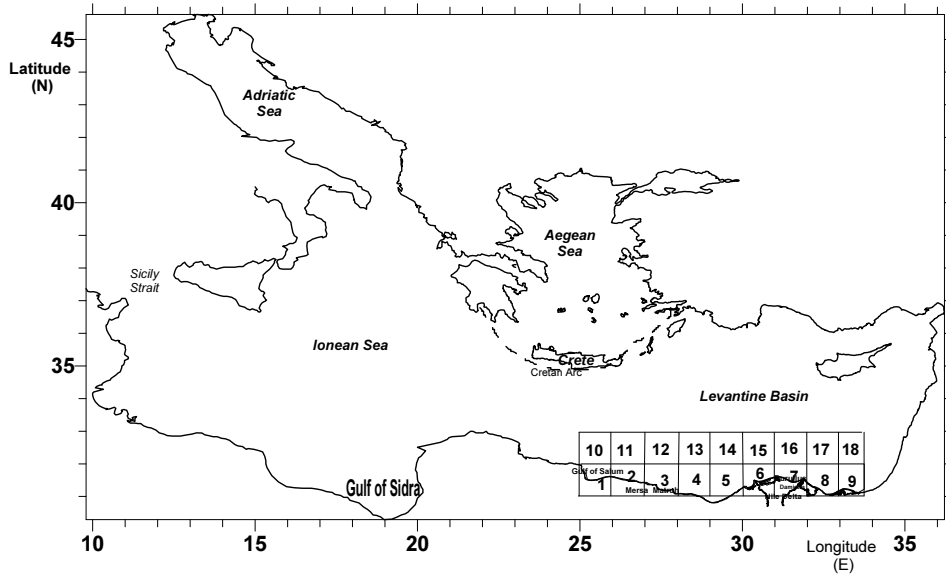 45
Latitude
(N)
Adriatic
Sea
40
Aegean
Sea
Sicily
Strait
Ionean Sea
35
Crete
Cretan Arc
Levantine Basin
10 11 12 13 14 15 16 17 18
Gulf of Salum
1 2 3 4 5 6 7 8 9
Mersa Matruh
Gulf of Sidra
Nile Delta
10 15 20 25 30 35
Longitude
(E)